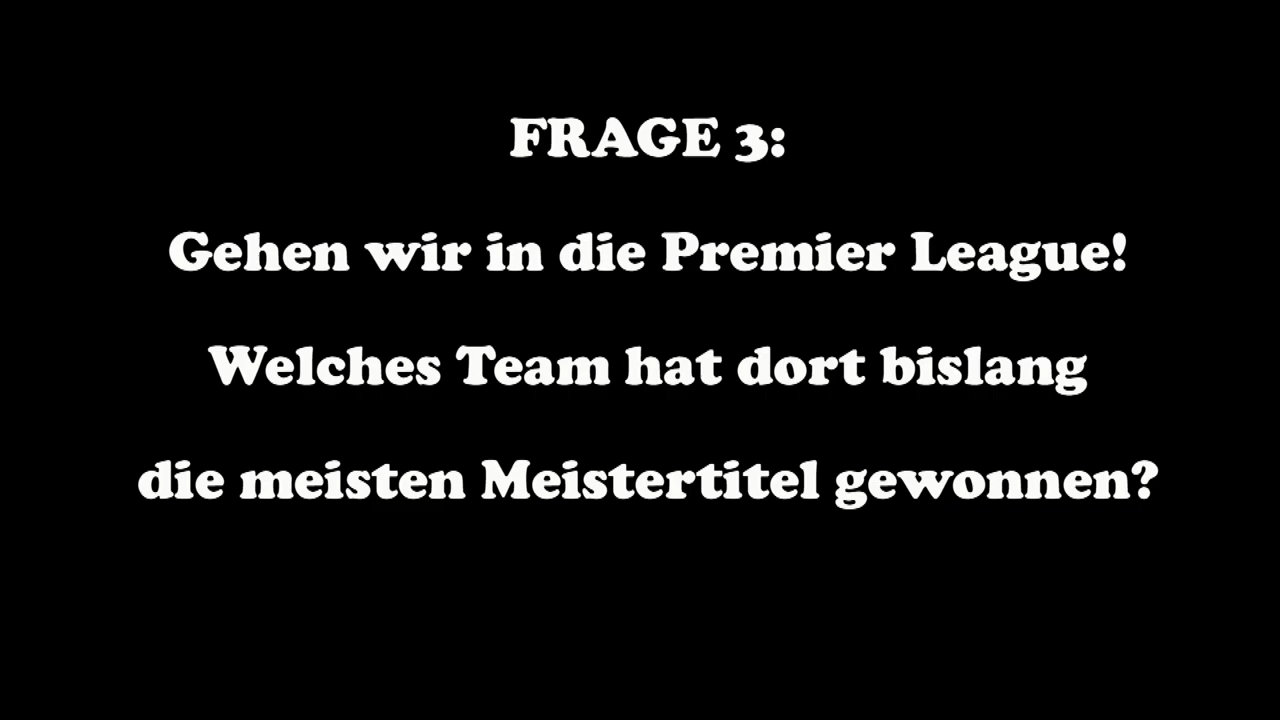 FRAGE 3:
Gehen wir in die Premier League!
Welches Team hat dort bislang
die meisten Meistertitel gewonnen?